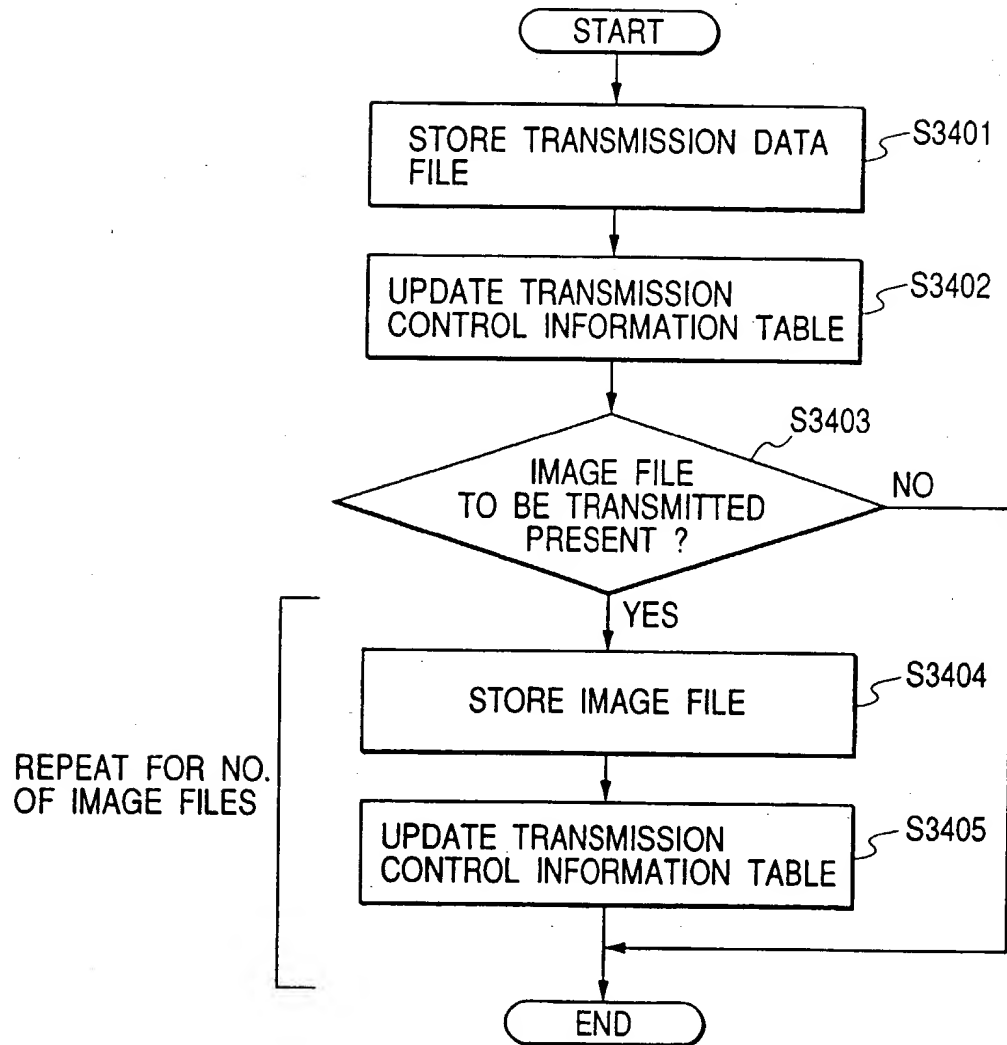 START
STORE TRANSMISSION DATA
FILE
S3401
UPDATE TRANSMISSION
CONTROL INFORMATION TABLE
S3402
S3403
IMAGE FILE
TO BE TRANSMITTED
PRESENT ?
NO
YES
STORE IMAGE FILE
S3404
REPEAT FOR NO.
OF IMAGE FILES
UPDATE TRANSMISSION
CONTROL INFORMATION TABLE
S3405
END